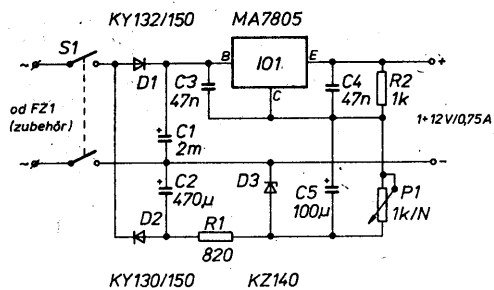 KY132/150 MA7805
S1
~ B E +
D1 C3 47n IO1 C4 47n R2 1k
C
od FZ1
(zubehőr)
C1 2m
1÷12V/0,75A
~ -
C2 470µ D3 C5 100µ P1 1k/N
D2 R1
820
KY130/150 KZ140